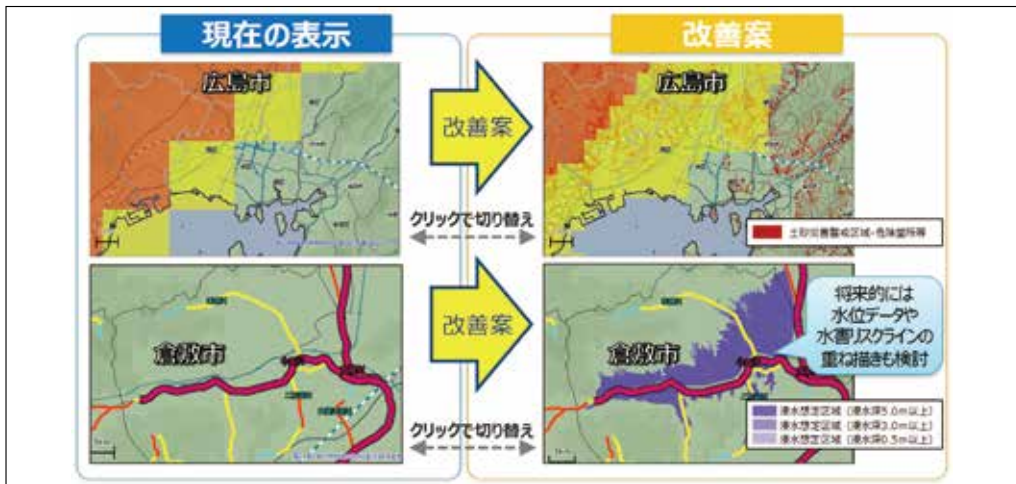 現在の表示
改善案
広島市
改善案
広島市
クリックで切り替え
土砂災害警戒区域・危険箇所等
倉敷市
改善案
倉敷市
将来的には
水位データや
水害リスクラインの
重ね描きも検討
クリックで切り替え
浸水想定区域（浸水深5.0m以上）
浸水想定区域（浸水深3.0m以上）
浸水想定区域（浸水深0.5m以上）